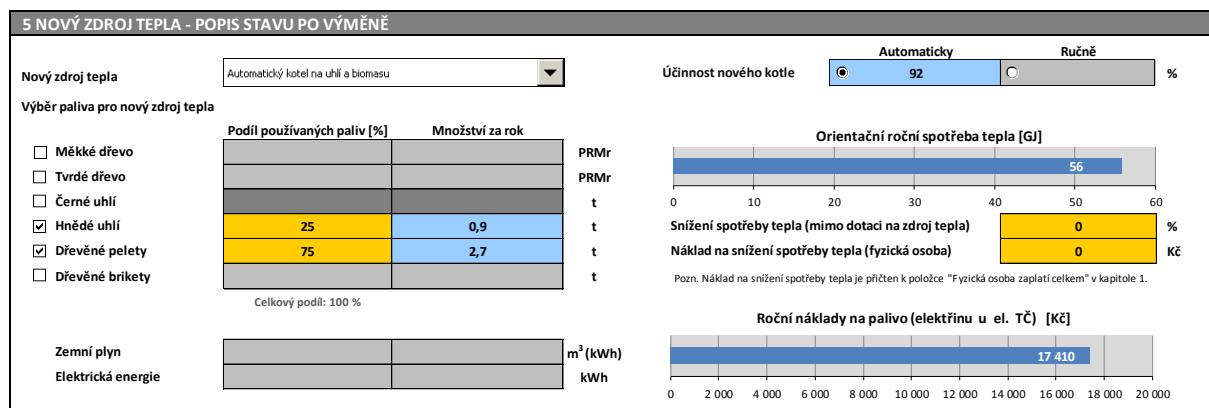 5 NOVÝ ZDROJ TEPLA - POPIS STAVU PO VÝMĚNĚ
Automaticky Ručně
Nový zdroj tepla Automatický kotel na uhlí a biomasu Účinnost nového kotle 92 %
Výběr paliva pro nový zdroj tepla
Podíl používaných paliv [%] Množství za rok
Orientační roční spotřeba tepla [GJ]
Měkké dřevo PRMr
56
Tvrdé dřevo PRMr
0 10 20 30 40 50 60
Černé uhlí t
Hnědé uhlí 25 0,9 t Snížení spotřeby tepla (mimo dotaci na zdroj tepla) 0 %
Dřevěné pelety 75 2,7 t Náklad na snížení spotřeby tepla (fyzická osoba) 0 Kč
Dřevěné brikety t Pozn. Náklad na snížení spotřeby tepla je přičten k položce "Fyzická osoba zaplatí celkem" v kapitole 1.
Celkový podíl: 100 %
Roční náklady na palivo (elektřinu u el. TČ) [Kč]
Zemní plyn m³ (kWh)
17 410
Elektrická energie kWh
0 2 000 4 000 6 000 8 000 10 000 12 000 14 000 16 000 18 000 20 000